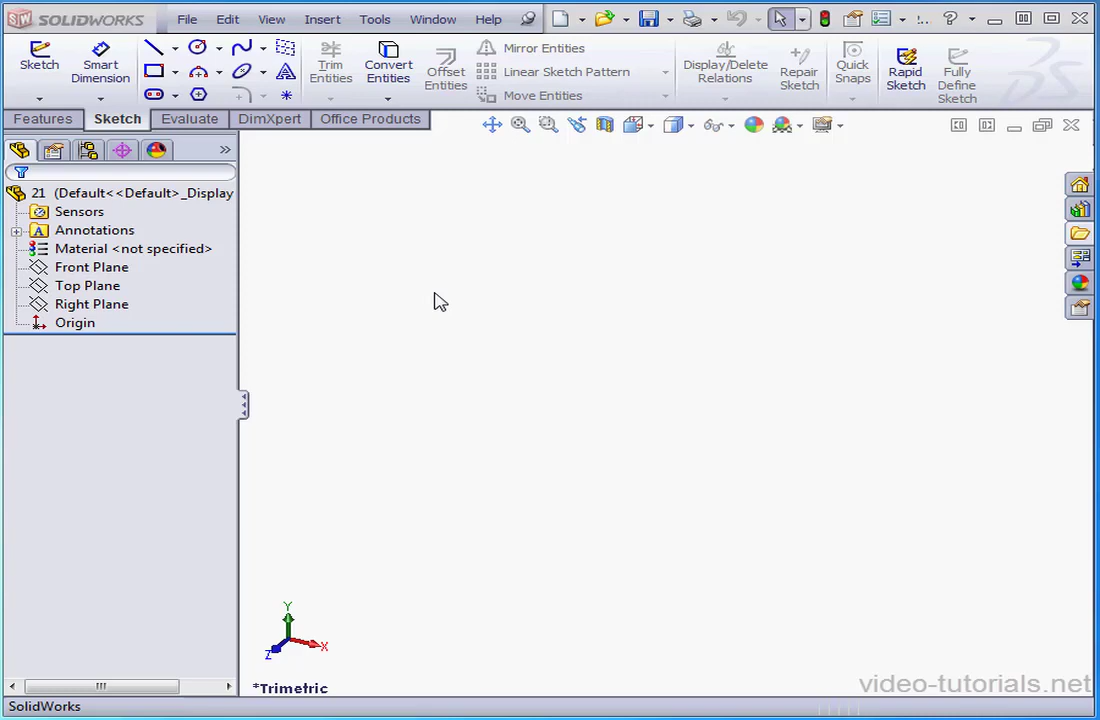 SOLIDWORKS File Edit View Insert Tools Window Help
Sketch
Smart Dimension
Trim Entities
Convert Entities
Offset Entities
Mirror Entities
Linear Sketch Pattern
Move Entities
Display/Delete Relations
Repair Sketch
Quick Snaps
Rapid Sketch
Fully Define Sketch
Features Sketch Evaluate DimXpert Office Products
21 (Default<<Default>_Display
Sensors
Annotations
Material <not specified>
Front Plane
Top Plane
Right Plane
Origin
Y
X
Z
*Trimetric
video-tutorials.net
SolidWorks